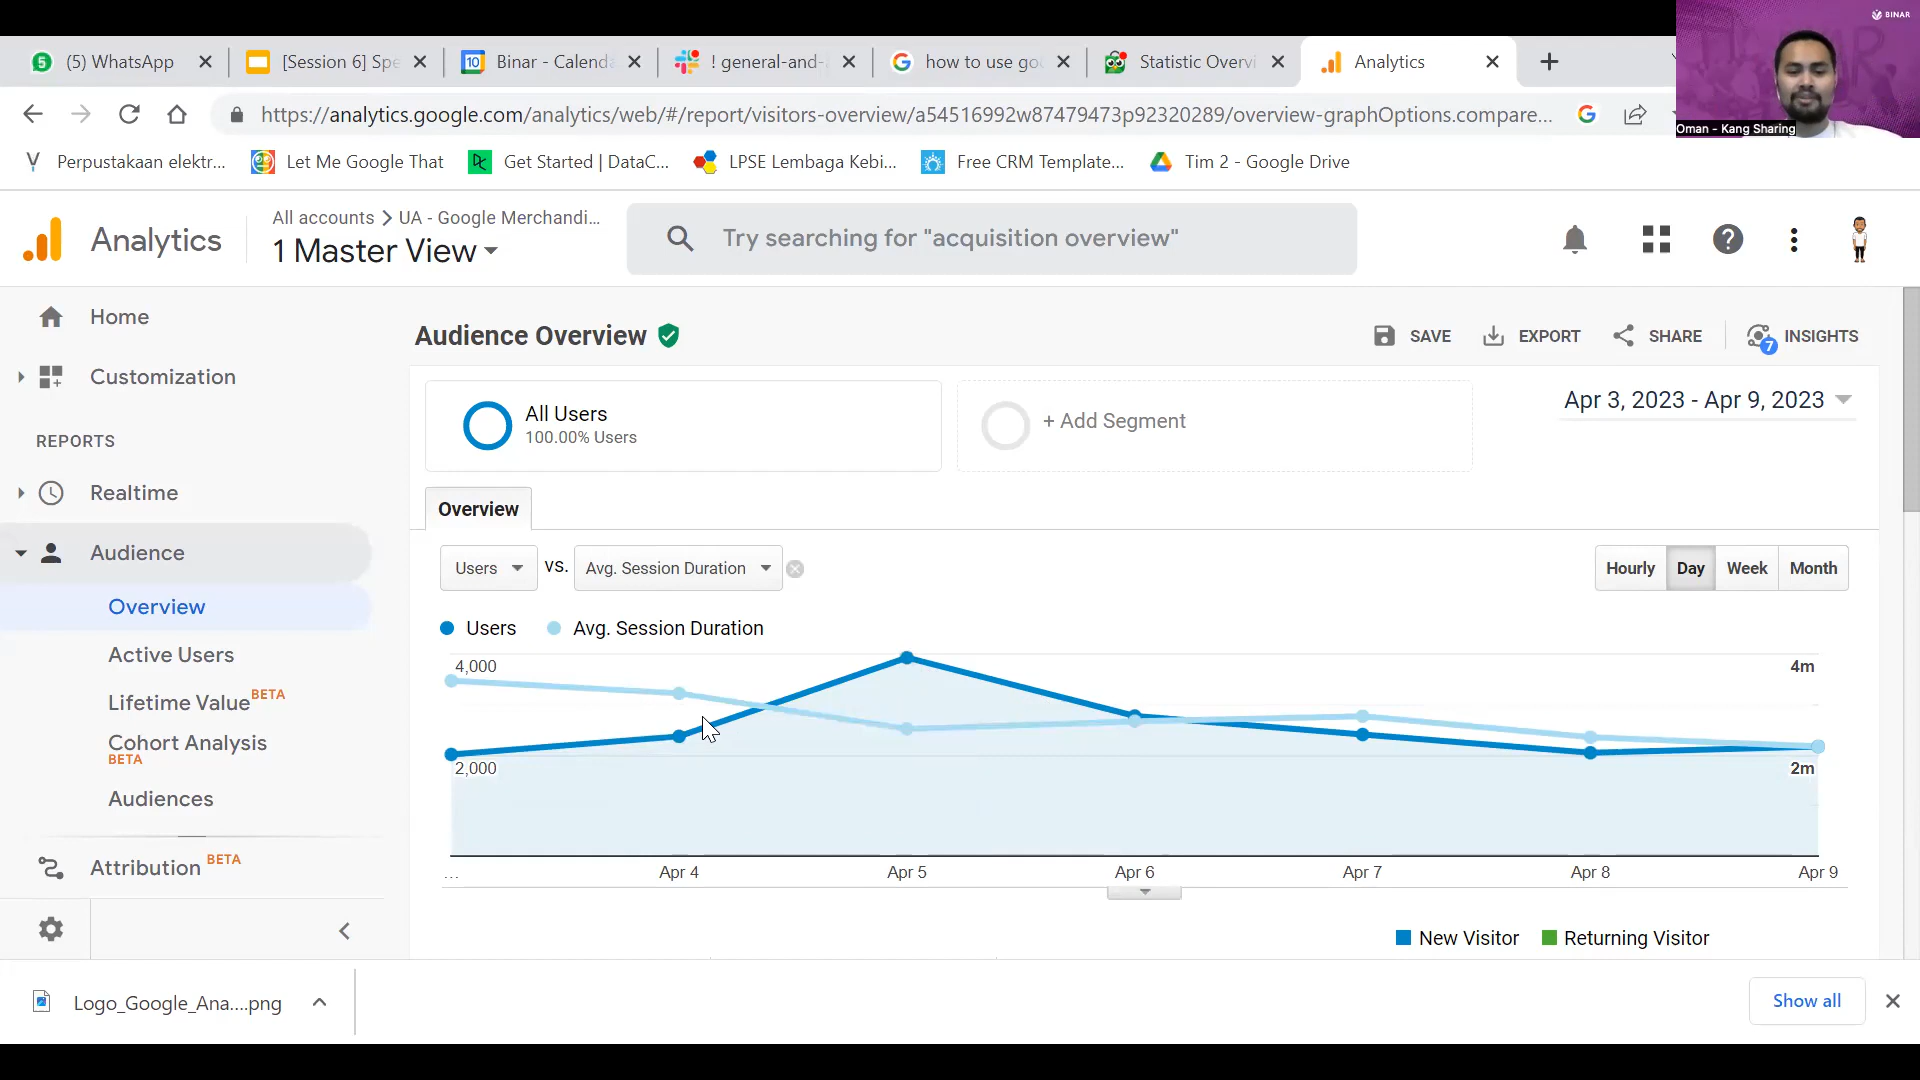 BINAR
(5) WhatsApp
[Session 6] Spe
10
Binar - Calenda
! general-and-
how to use goo
Statistic Overvi
Analytics
https://analytics.google.com/analytics/web/#/report/visitors-overview/a54516992w87479473p92320289/overview-graphOptions.compare...
Oman - Kang Sharing
Perpustakaan elektr...
Let Me Google That
Get Started | DataC...
LPSE Lembaga Kebi...
Free CRM Template...
Tim 2 - Google Drive
Analytics
All accounts > UA - Google Merchandi...
1 Master View
Try searching for "acquisition overview"
Home
Customization
REPORTS
Realtime
Audience
Overview
Active Users
Lifetime Value BETA
Cohort Analysis
BETA
Audiences
Attribution BETA
Audience Overview
SAVE
EXPORT
SHARE
7
INSIGHTS
All Users
100.00% Users
+ Add Segment
Apr 3, 2023 - Apr 9, 2023
Overview
Users
VS.
Avg. Session Duration
Hourly
Day
Week
Month
Users
Avg. Session Duration
4,000
4m
2,000
2m
...
Apr 4
Apr 5
Apr 6
Apr 7
Apr 8
Apr 9
New Visitor
Returning Visitor
Logo_Google_Ana....png
Show all